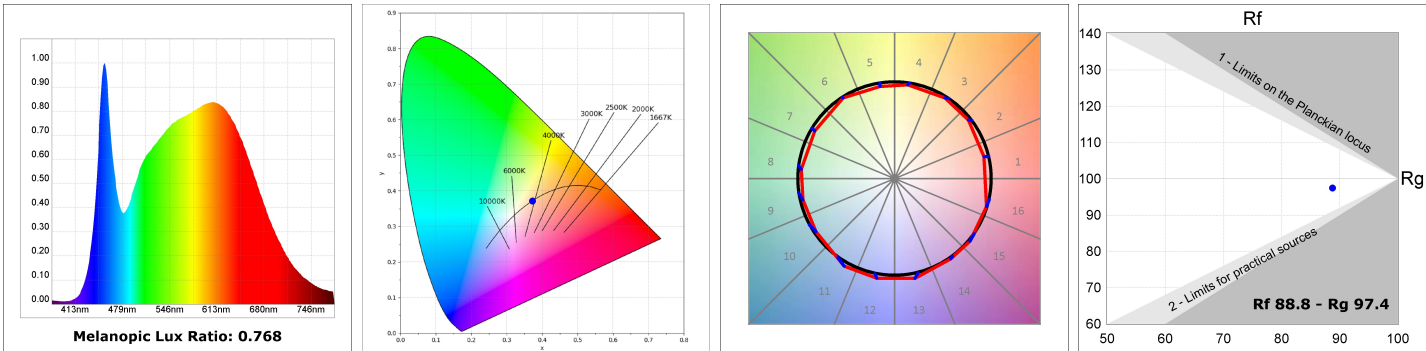 1.00
0.90
0.80
0.70
0.60
0.50
0.40
0.30
0.20
0.10
0.00
413nm 479nm 546nm 613nm 680nm 746nm
Melanopic Lux Ratio: 0.768
0.9
0.8
0.7
0.6
0.5
0.4
0.3
0.2
0.1
0.0
y
0.0 0.1 0.2 0.3 0.4 0.5 0.6 0.7 0.8
x
10000K
6000K
4000K
3000K
2500K
2000K
1667K
1
2
3
4
5
6
7
8
9
10
11
12
13
14
15
16
Rf
140
130
120
110
100
90
80
70
60
50 60 70 80 90 100
Rg
1 - Limits on the Planckian locus
2 - Limits for practical sources
Rf 88.8 - Rg 97.4